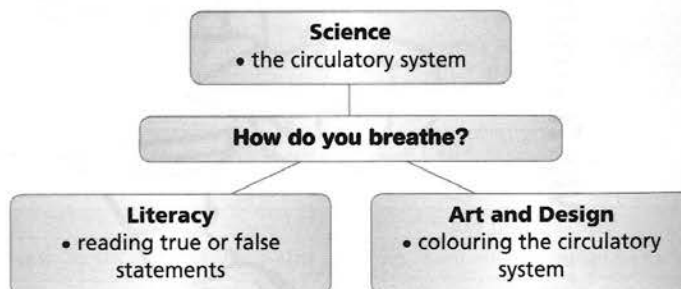 Science
• the circulatory system
How do you breathe?
Literacy
• reading true or false
statements
Art and Design
• colouring the circulatory
system